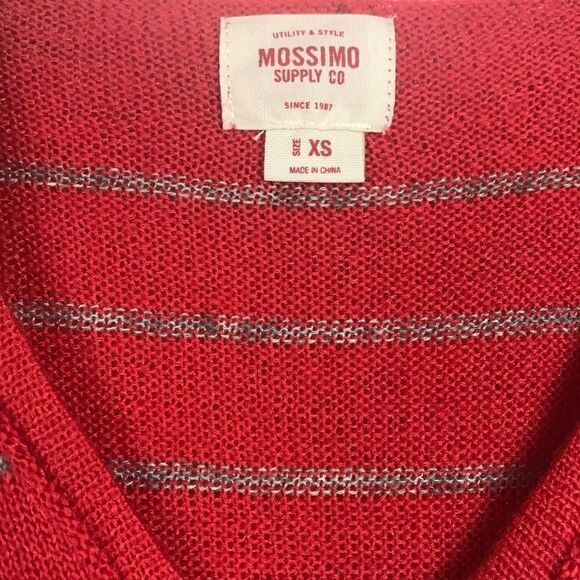 UTILITY & STYLE
MOSSIMO
SUPPLY CO
SINCE 1987
SIZE XS
MADE IN CHINA